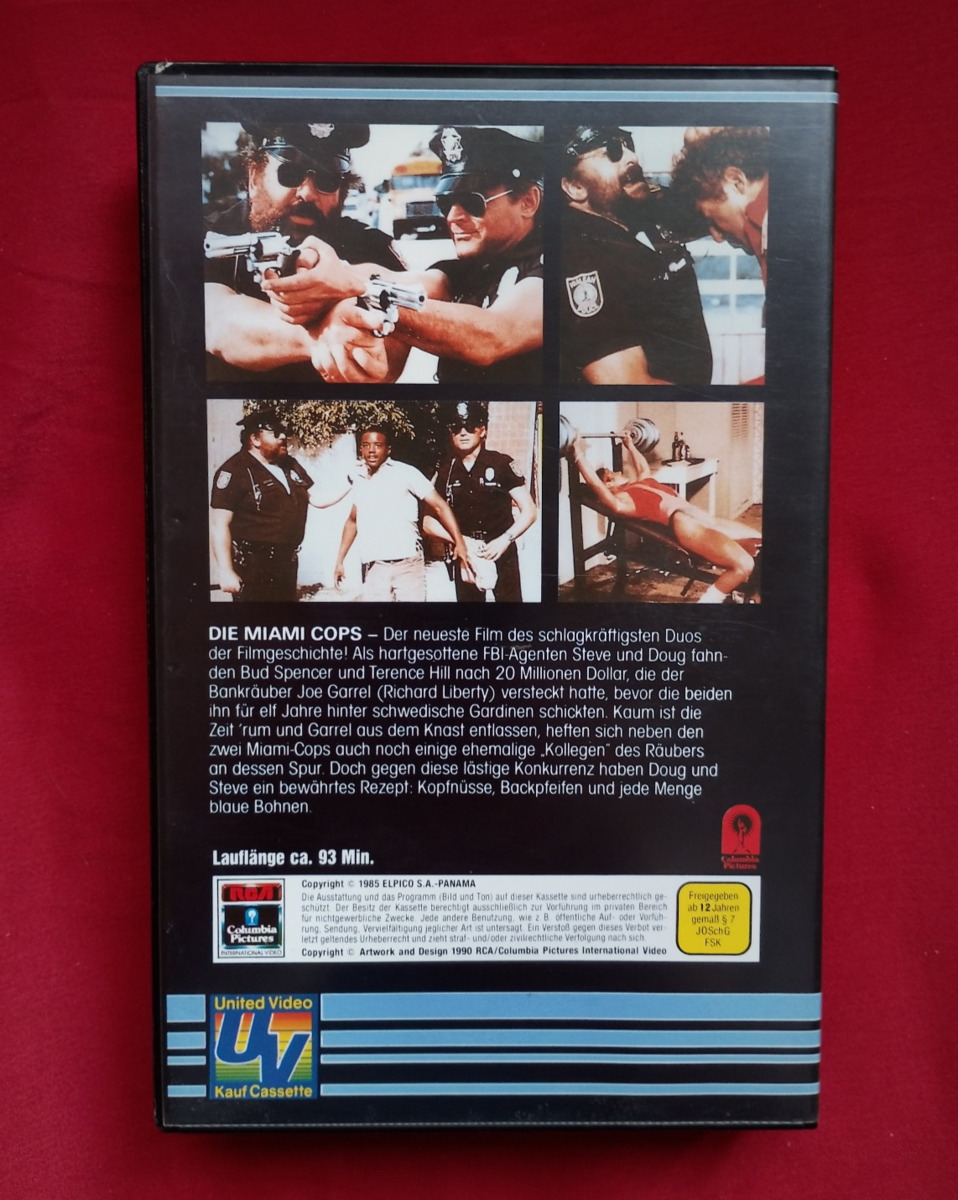 DIE MIAMI COPS – Der neueste Film des schlagkräftigsten Duos
der Filmgeschichte! Als hartgesottene FBI-Agenten Steve und Doug fahn-
den Bud Spencer und Terence Hill nach 20 Millionen Dollar, die der
Bankräuber Joe Garrel (Richard Liberty) versteckt hatte, bevor die beiden
ihn für elf Jahre hinter schwedische Gardinen schickten. Kaum ist die
Zeit ’rum und Garrel aus dem Knast entlassen, heften sich neben den
zwei Miami-Cops auch noch einige ehemalige „Kollegen“ des Räubers
an dessen Spur. Doch gegen diese lästige Konkurrenz haben Doug und
Steve ein bewährtes Rezept: Kopfnüsse, Backpfeifen und jede Menge
blaue Bohnen.
Columbia
Pictures
Lauflänge ca. 93 Min.
RCA
Columbia
Pictures
INTERNATIONAL VIDEO
Copyright © 1985 ELPICO S.A.-PANAMA
Die Ausstattung und das Programm (Bild und Ton) auf dieser Kassette sind urheberrechtlich ge-
schützt. Der Besitz der Kassette berechtigt ausschließlich zur Vorführung im privaten Bereich
für nichtgewerbliche Zwecke. Jede andere Benutzung, wie z. B. öffentliche Auf- oder Vorfüh-
rung, Sendung, Vervielfältigung jeglicher Art ist untersagt. Ein Verstoß gegen dieses Verbot ver-
letzt geltendes Urheberrecht und zieht straf- und/oder zivilrechtliche Verfolgung nach sich.
Copyright © Artwork and Design 1990 RCA/Columbia Pictures International Video
Freigegeben
ab 12 Jahren
gemäß § 7
JÖSchG
FSK
United Video
UV
Kauf Cassette